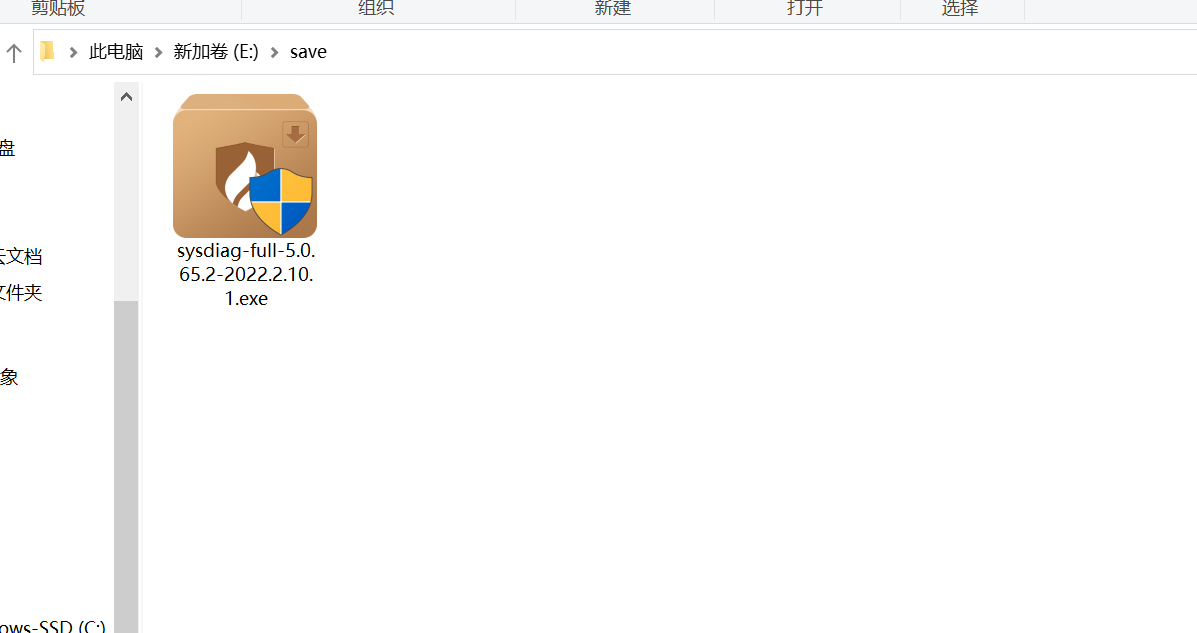 剪贴板 组织 新建 打开 选择
此电脑 新加卷 (E:) save
盘
sysdiag-full-5.0.
65.2-2022.2.10.
1.exe
云文档
文件夹
象
ows-SSD (C:)